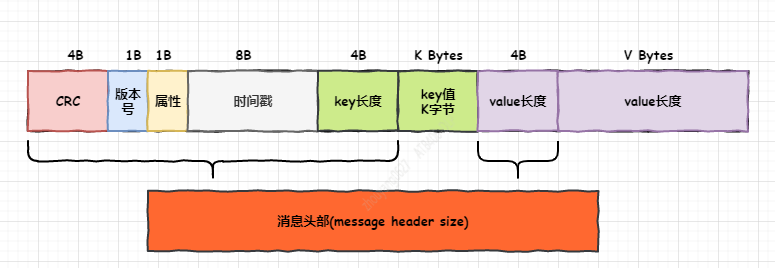 4B 1B 1B 8B 4B K Bytes 4B V Bytes
CRC
版本
号
属性
时间戳
key长度
key值
K字节
value长度
value长度
消息头部(message header size)